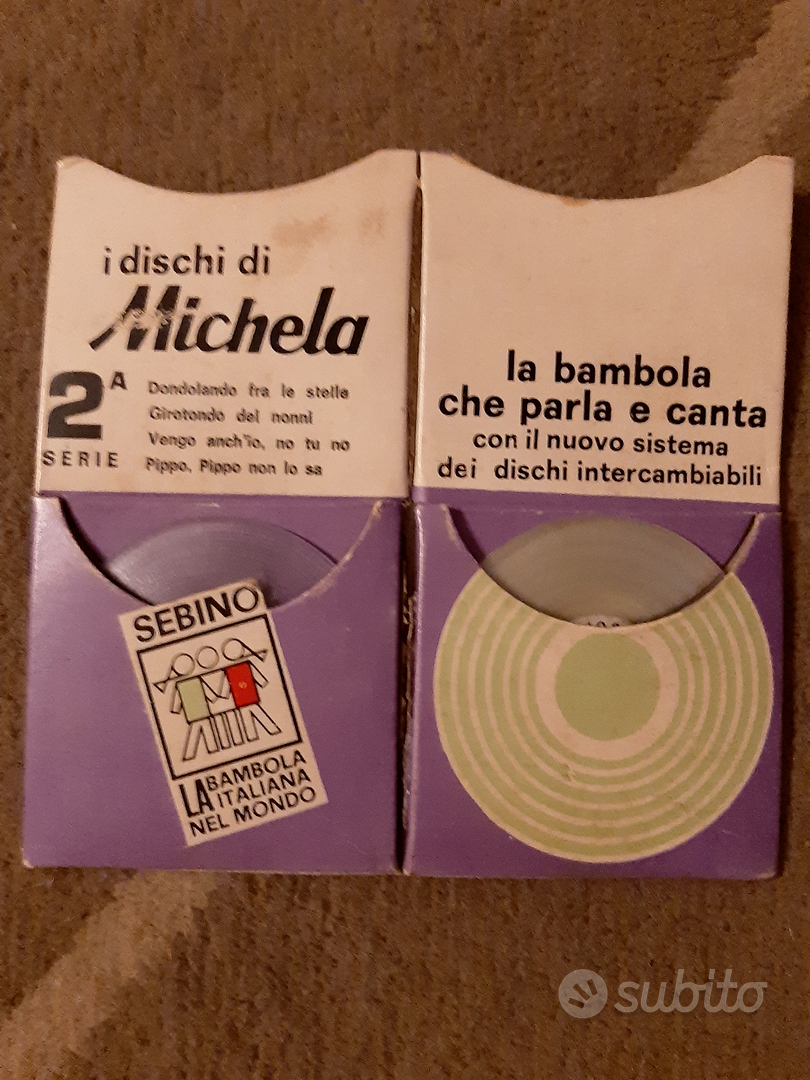 i dischi di
Michela
2A
SERIE
Dondolando fra le stelle
Girotondo dei nonni
Vengo anch'io, no tu no
Pippo, Pippo non lo sa
la bambola
che parla e canta
con il nuovo sistema
dei dischi intercambiabili
SEBINO
LA BAMBOLA
ITALIANA
NEL MONDO
subito